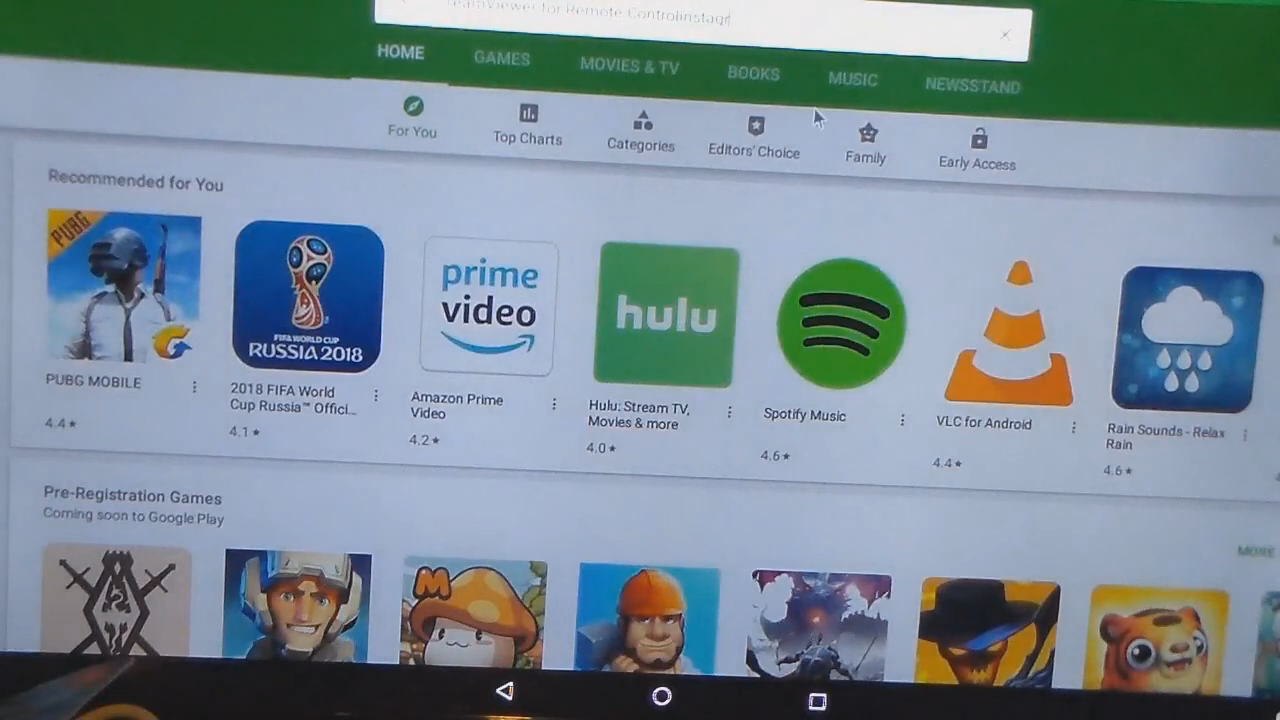 TeamViewer for Remote Controlinstagr
HOME
GAMES
MOVIES & TV
BOOKS
MUSIC
NEWSSTAND
For You
Top Charts
Categories
Editors' Choice
Family
Early Access
Recommended for You
PUBG
FIFA WORLD CUP
RUSSIA 2018
prime
video
hulu
PUBG MOBILE
4.4★
2018 FIFA World
Cup Russia™ Offici...
4.1★
Amazon Prime
Video
4.2★
Hulu: Stream TV,
Movies & more
4.0★
Spotify Music
4.6★
VLC for Android
4.4★
Rain Sounds - Relax
Rain
4.6★
Pre-Registration Games
Coming soon to Google Play
MORE
M